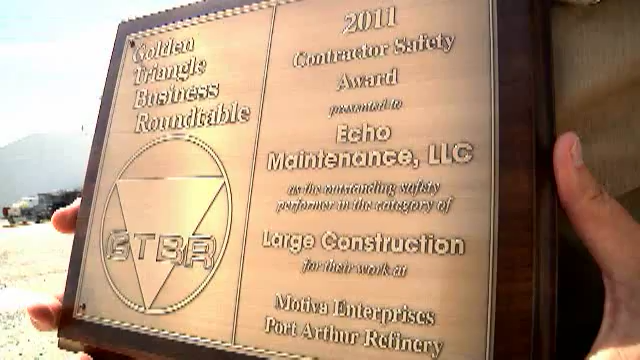 Golden
Triangle
Business
Roundtable
GTBR
2011
Contractor Safety
Award
presented to
Echo
Maintenance, LLC
as the outstanding safety
performer in the category of
Large Construction
for their work at
Motiva Enterprises
Port Arthur Refinery